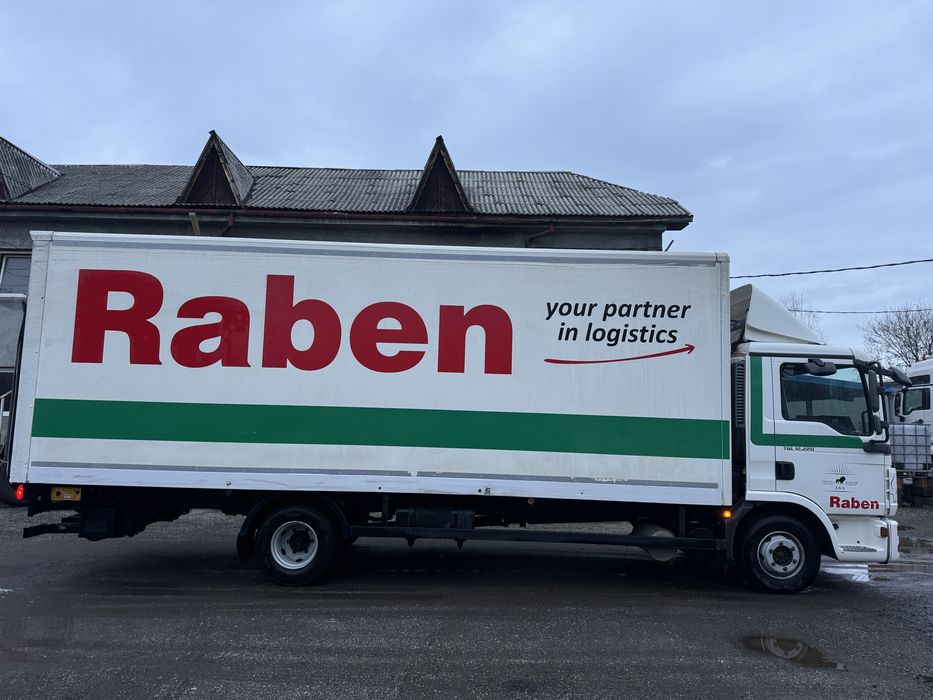 Raben
your partner
in logistics
Raben